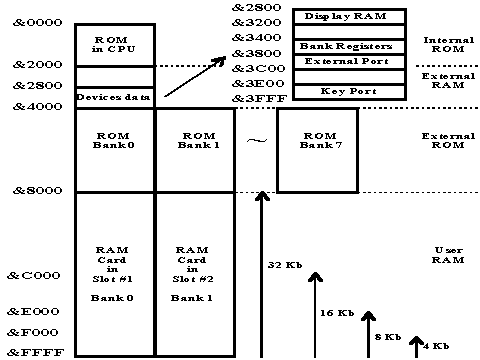 &0000
ROM
in CPU
&2000
&2800
Devices data
&4000
&2800
Display RAM
&3200
&3400
Bank Registers
&3800
External Port
&3C00
&3E00
Key Port
&3FFF
Internal
ROM
External
RAM
ROM
Bank 0
ROM
Bank 1
~
ROM
Bank 7
External
ROM
&8000
RAM
Card
in
Slot #1
Bank 0
RAM
Card
in
Slot #2
Bank 1
User
RAM
32 Kb
16 Kb
8 Kb
4 Kb
&C000
&E000
&F000
&FFFF